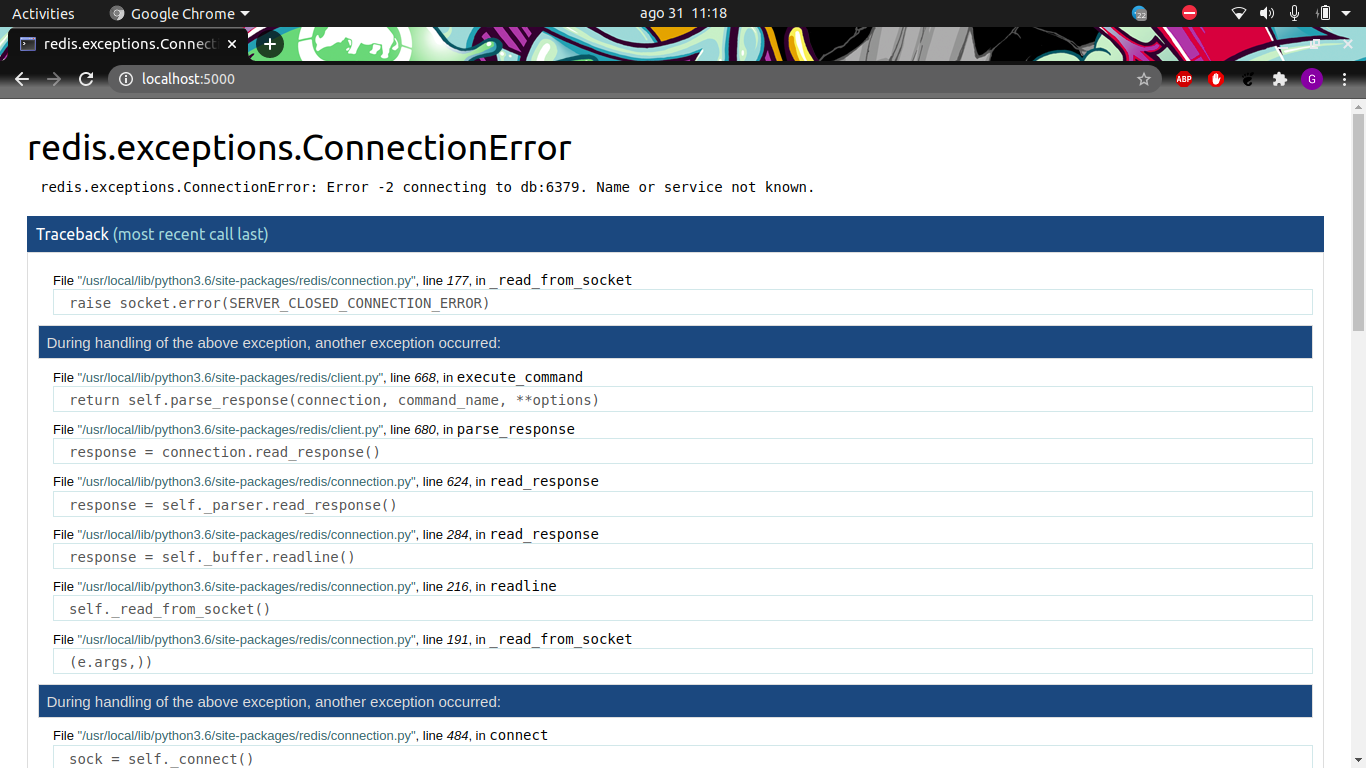 Activities Google Chrome ago 31 11:18 22
redis.exceptions.Connect
localhost:5000 ABP G
redis.exceptions.ConnectionError
redis.exceptions.ConnectionError: Error -2 connecting to db:6379. Name or service not known.
Traceback (most recent call last)
File "/usr/local/lib/python3.6/site-packages/redis/connection.py", line 177, in _read_from_socket
raise socket.error(SERVER_CLOSED_CONNECTION_ERROR)
During handling of the above exception, another exception occurred:
File "/usr/local/lib/python3.6/site-packages/redis/client.py", line 668, in execute_command
return self.parse_response(connection, command_name, **options)
File "/usr/local/lib/python3.6/site-packages/redis/client.py", line 680, in parse_response
response = connection.read_response()
File "/usr/local/lib/python3.6/site-packages/redis/connection.py", line 624, in read_response
response = self._parser.read_response()
File "/usr/local/lib/python3.6/site-packages/redis/connection.py", line 284, in read_response
response = self._buffer.readline()
File "/usr/local/lib/python3.6/site-packages/redis/connection.py", line 216, in readline
self._read_from_socket()
File "/usr/local/lib/python3.6/site-packages/redis/connection.py", line 191, in _read_from_socket
(e.args,))
During handling of the above exception, another exception occurred:
File "/usr/local/lib/python3.6/site-packages/redis/connection.py", line 484, in connect
sock = self._connect()